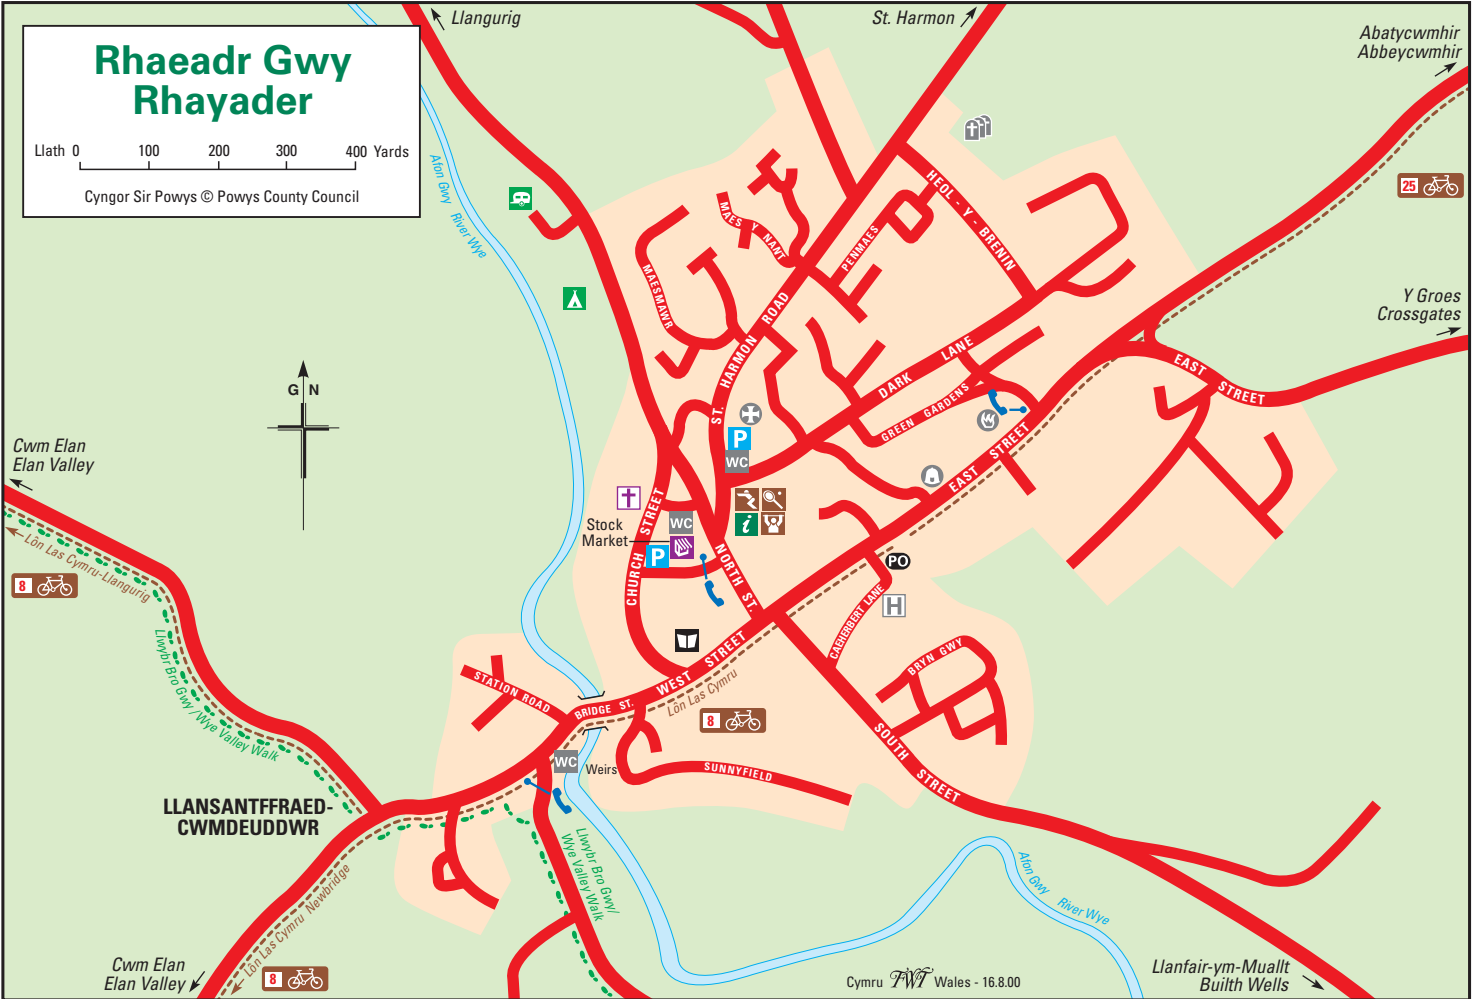 Rhaeadr Gwy
Rhayader
Llath 0 100 200 300 400 Yards
Cyngor Sir Powys © Powys County Council
Llangurig
St. Harmon
Abatycwmhir
Abbeycwmhir
25
Y Groes
Crossgates
Afon Gwy River Wye
G N
Cwm Elan
Elan Valley
Lôn Las Cymru-Llangurig
8
Llwybr Bro Gwy/Wye Valley Walk
LLANSANTFFRAED-
CWMDEUDDWR
Lôn Las Cymru Newbridge
8
Cwm Elan
Elan Valley
HEOL-Y-BRENIN
MAES Y NANT
PENMAES
MAESMAWR
ST. HARMON ROAD
DARK LANE
GREEN GARDENS
EAST STREET
EAST STREET
P
WC
i
CHURCH STREET
Stock
Market
WC
P
NORTH ST.
PO
H
CAEHERBERT LANE
BRYN GWY
WEST STREET
Lôn Las Cymru
8
BRIDGE ST.
STATION ROAD
WC
Weirs
SUNNYFIELD
SOUTH STREET
Llwybr Bro Gwy/
Wye Valley Walk
Afon Gwy River Wye
Cymru TWT Wales - 16.8.00
Llanfair-ym-Muallt
Builth Wells